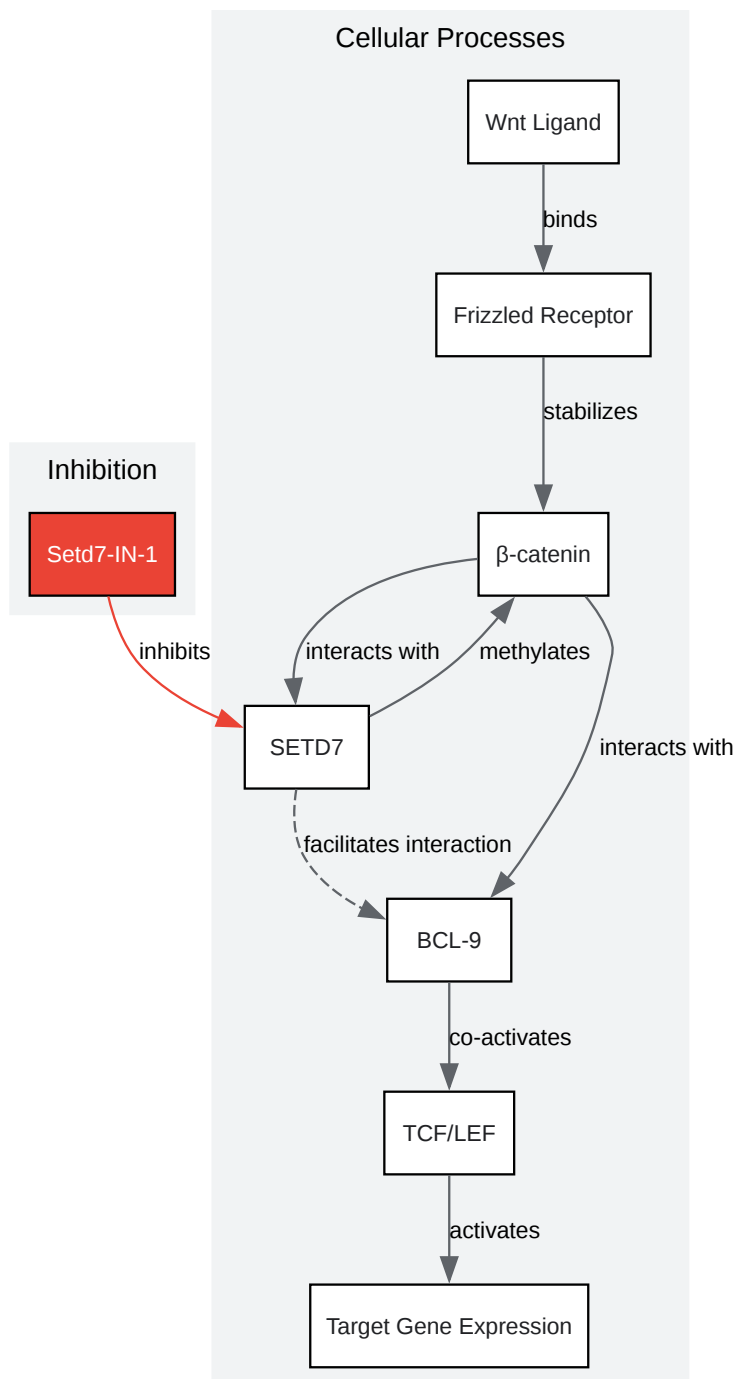 Cellular Processes
Wnt Ligand
binds
Frizzled Receptor
stabilizes
Inhibition
Setd7-IN-1
β-catenin
inhibits
interacts with
methylates
SETD7
interacts with
facilitates interaction
BCL-9
co-activates
TCF/LEF
activates
Target Gene Expression